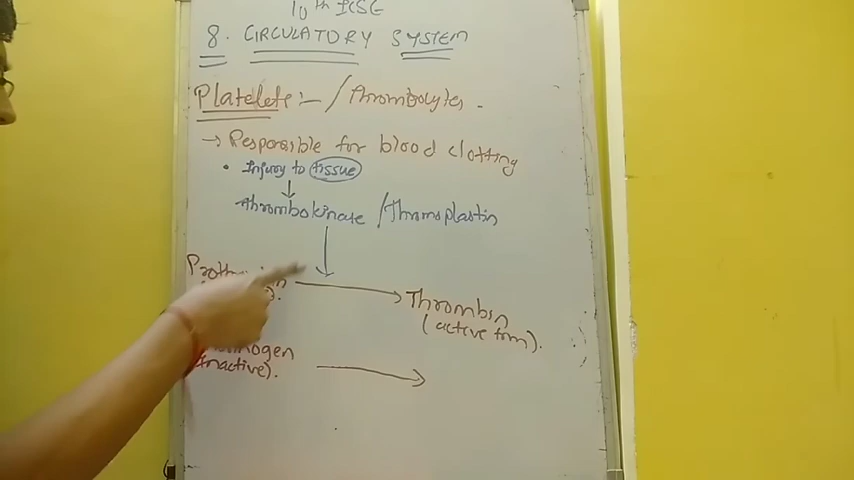 10th ICSE
8. CIRCULATORY SYSTEM
Platelets:- / Thrombocytes -
→ Responsible for blood clotting
• Injury to tissue
Thrombokinase / Thromoplastin
Thrombin
(active form).
(inactive).